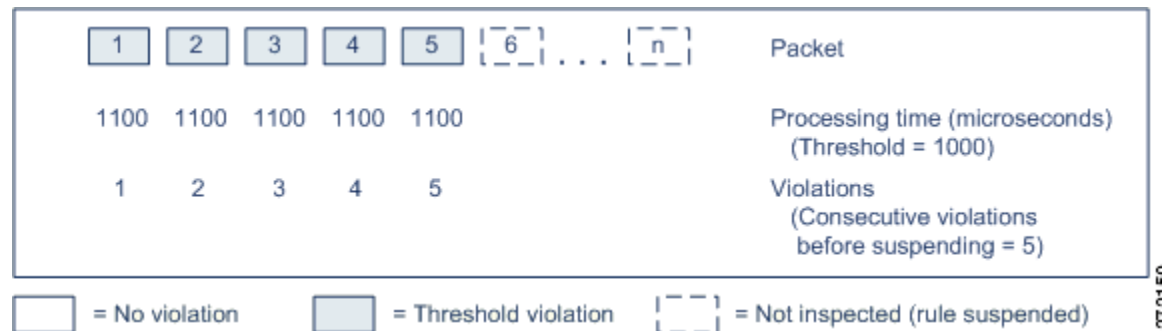 1 2 3 4 5 6 . . . n Packet
1100 1100 1100 1100 1100 Processing time (microseconds)
(Threshold = 1000)
1 2 3 4 5 Violations
(Consecutive violations
before suspending = 5)
= No violation = Threshold violation = Not inspected (rule suspended)